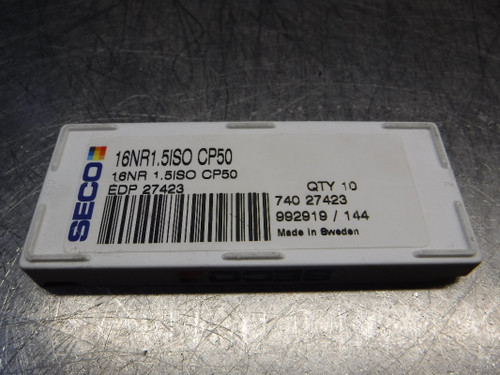 SECO
16NR1.5ISO CP50
16NR 1.5ISO CP50
EDP 27423
QTY 10
740 27423
992919 / 144
Made in Sweden
SECO